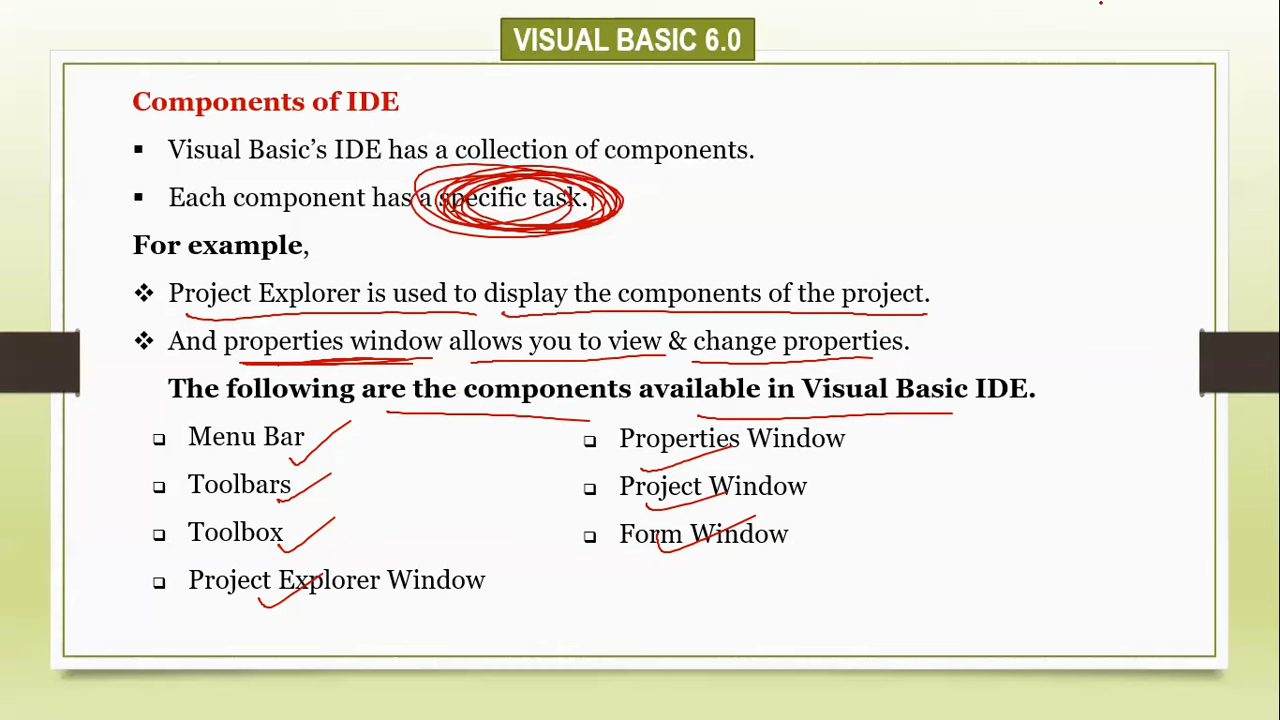 VISUAL BASIC 6.0
Components of IDE
▪ Visual Basic’s IDE has a collection of components.
▪ Each component has a specific task.
For example,
❖ Project Explorer is used to display the components of the project.
❖ And properties window allows you to view & change properties.
The following are the components available in Visual Basic IDE.
❑ Menu Bar
❑ Toolbars
❑ Toolbox
❑ Project Explorer Window
❑ Properties Window
❑ Project Window
❑ Form Window